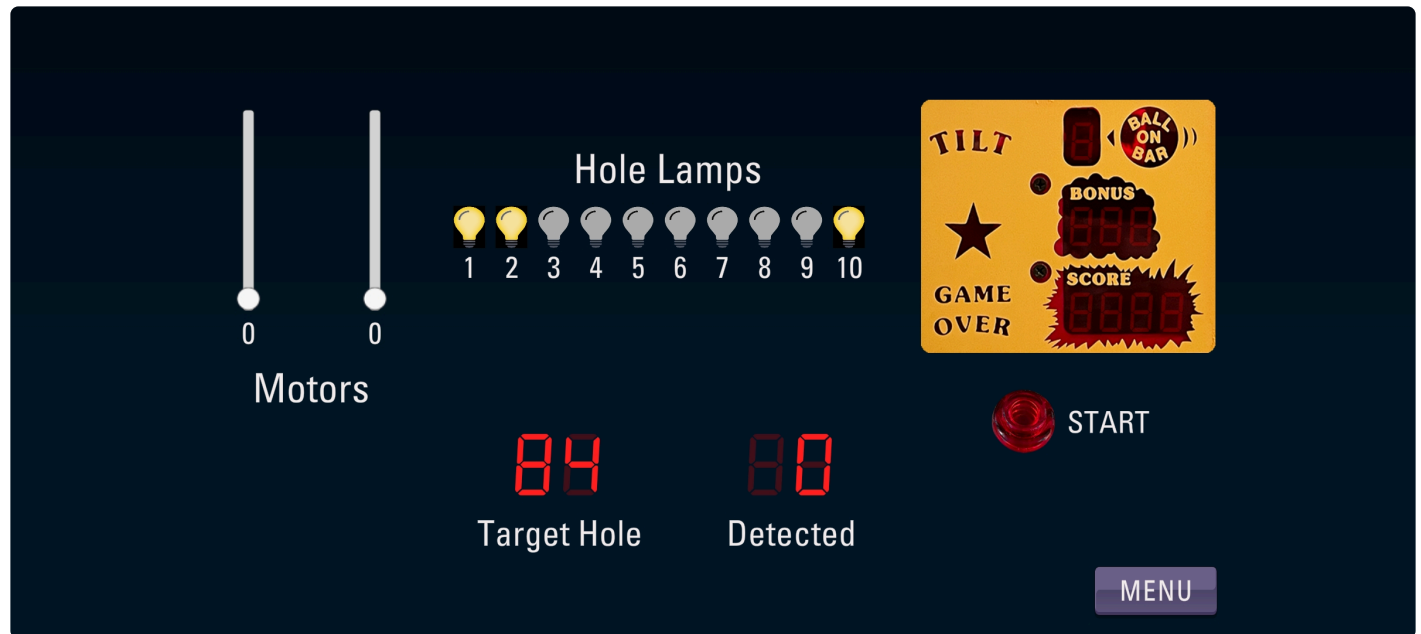 TILT
BALL
ON
BAR
Hole Lamps
BONUS
1 2 3 4 5 6 7 8 9 10
SCORE
GAME
OVER
0 0
Motors
START
84 0
Target Hole Detected
MENU